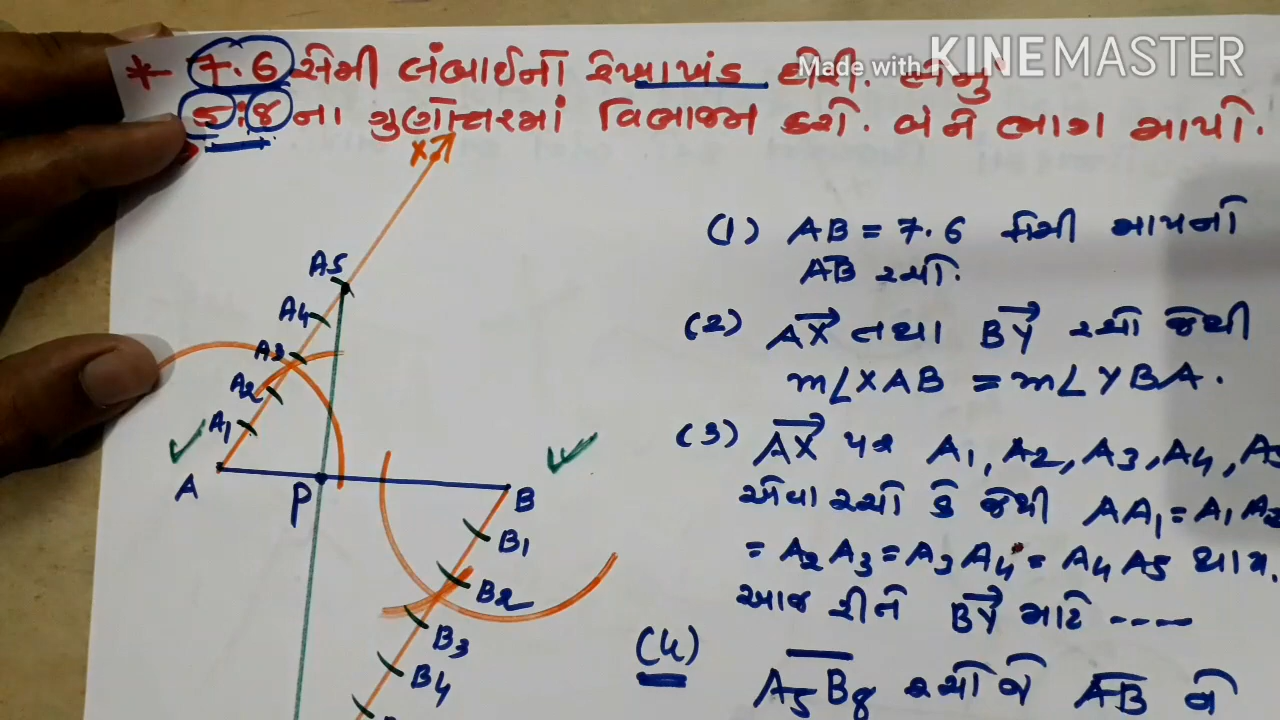 Made with KINEMASTER
* 7.6 સેમી લંબાઈનો રેખાખંડ દોરી. તેનું
5:8 ના ગુણોત્તરમાં વિભાજન કરો. બંને ભાગ માપો.
X
A5
A4
A3
A2
A1
A
P
B
B1
B2
B3
B4
(1) AB = 7.6 સેમી માપનો
AB રચો.
(2) AX તથા BY રચો જેથી
m∠XAB = m∠YBA.
(3) AX પર A1, A2, A3, A4, A5
એવા રચો કે જેથી AA1 = A1A2
= A2A3 = A3A4 = A4A5 થાય.
આજ રીતે BY માટે ----
(4)
A5B8 રચો જે AB ને